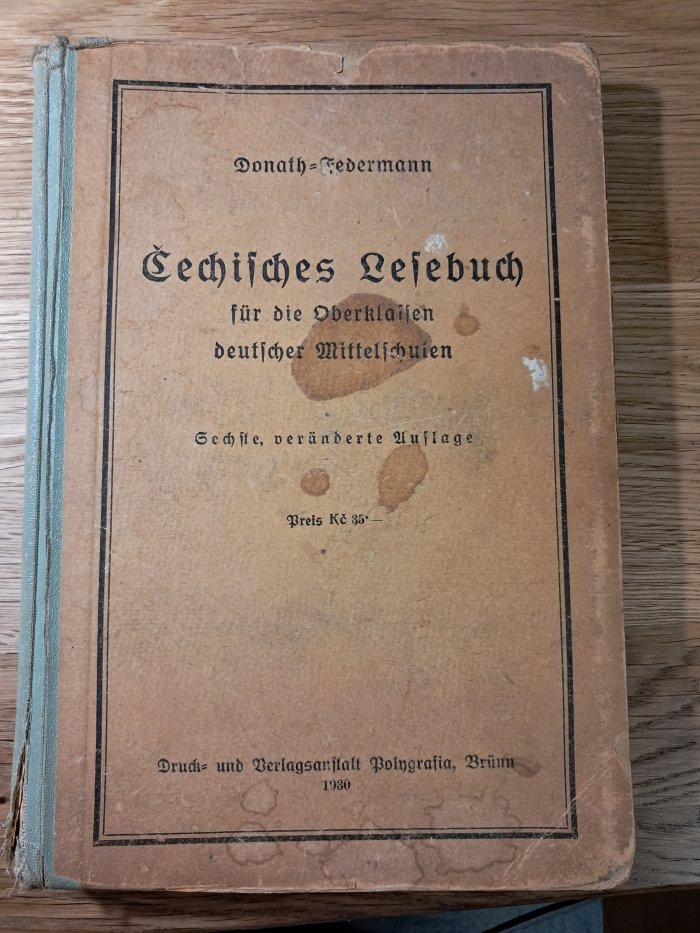 Donath=Federmann
Čechisches Lesebuch
für die Oberklassen
deutscher Mittelschulen
Sechste, veränderte Auflage
Preis Kč 35·—
Druck= und Verlagsanstalt Polygrafia, Brünn
1930